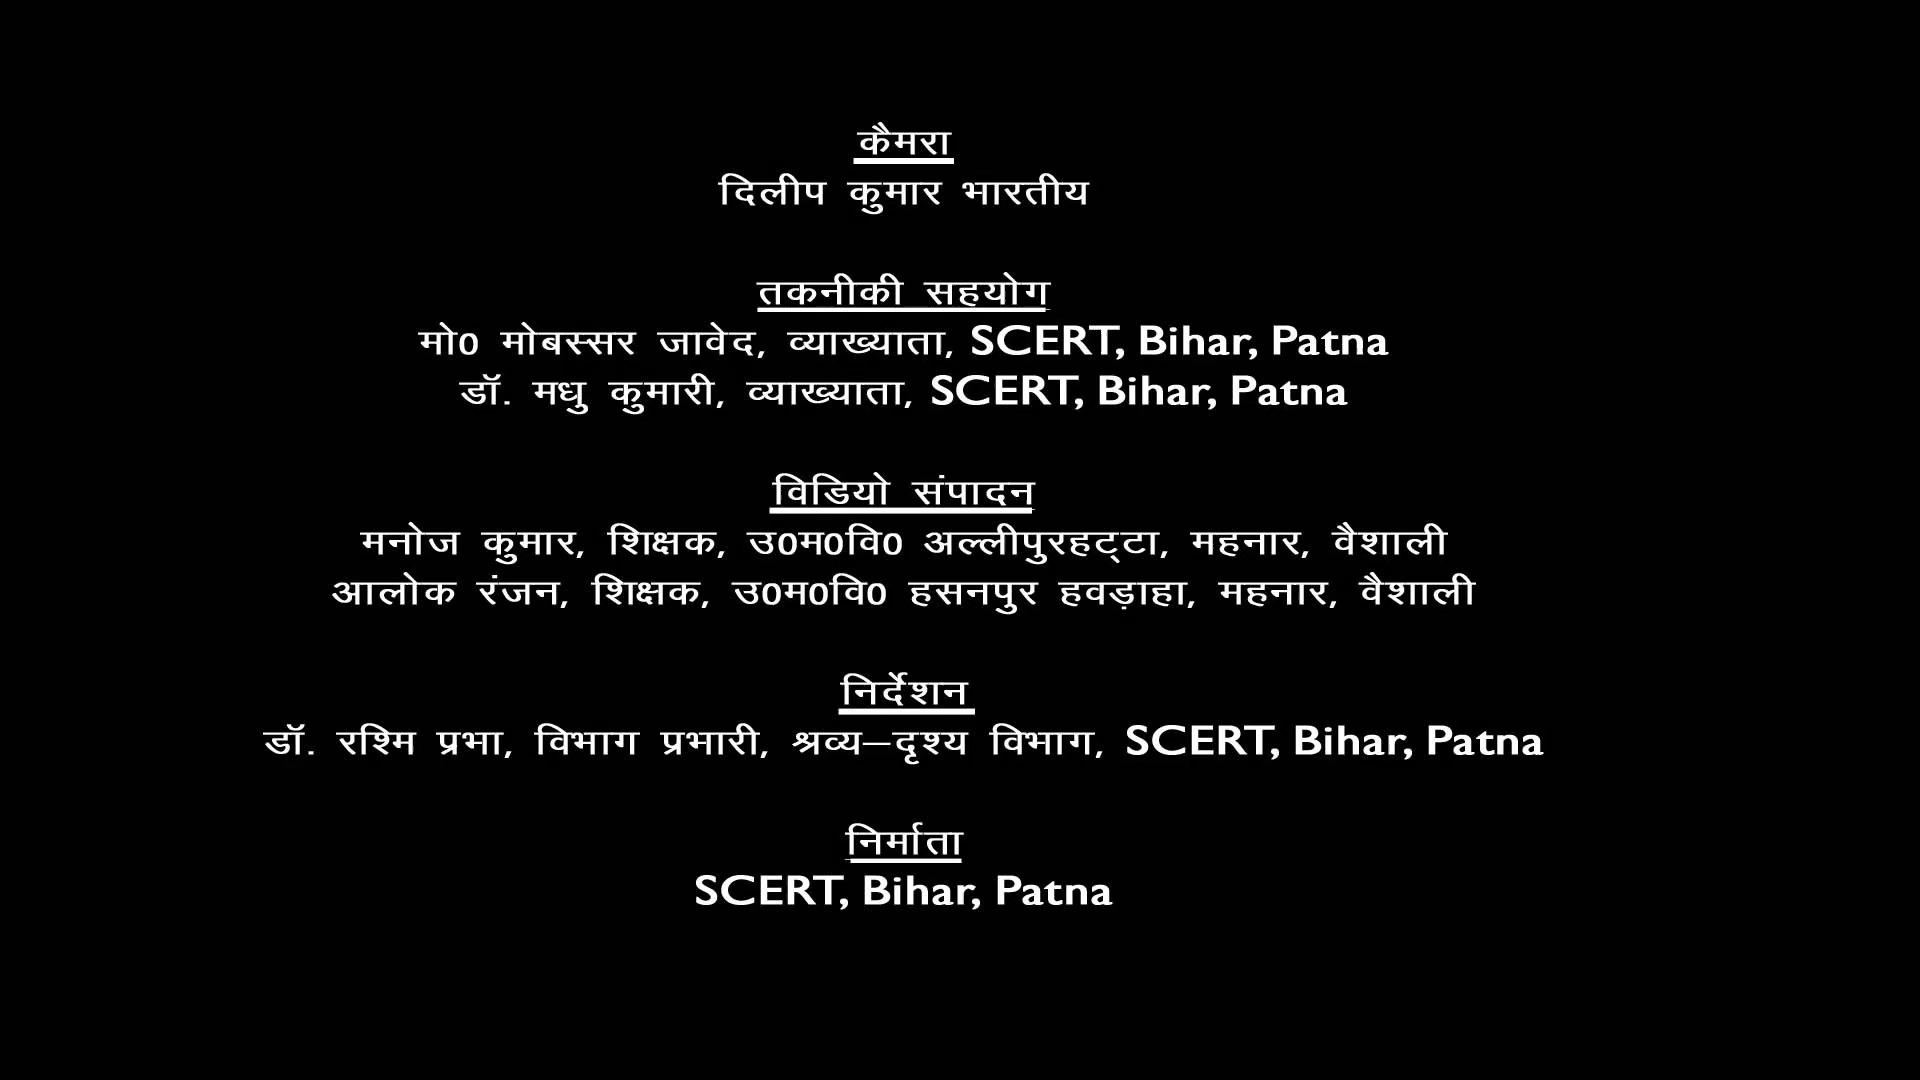 कैमरा
दिलीप कुमार भारतीय
तकनीकी सहयोग
मो0 मोबस्सर जावेद, व्याख्याता, SCERT, Bihar, Patna
डॉ. मधु कुमारी, व्याख्याता, SCERT, Bihar, Patna
विडियो संपादन
मनोज कुमार, शिक्षक, उ0म0वि0 अल्लीपुरहट्टा, महनार, वैशाली
आलोक रंजन, शिक्षक, उ0म0वि0 हसनपुर हवड़ाहा, महनार, वैशाली
निर्देशन
डॉ. रश्मि प्रभा, विभाग प्रभारी, श्रव्य–दृश्य विभाग, SCERT, Bihar, Patna
निर्माता
SCERT, Bihar, Patna